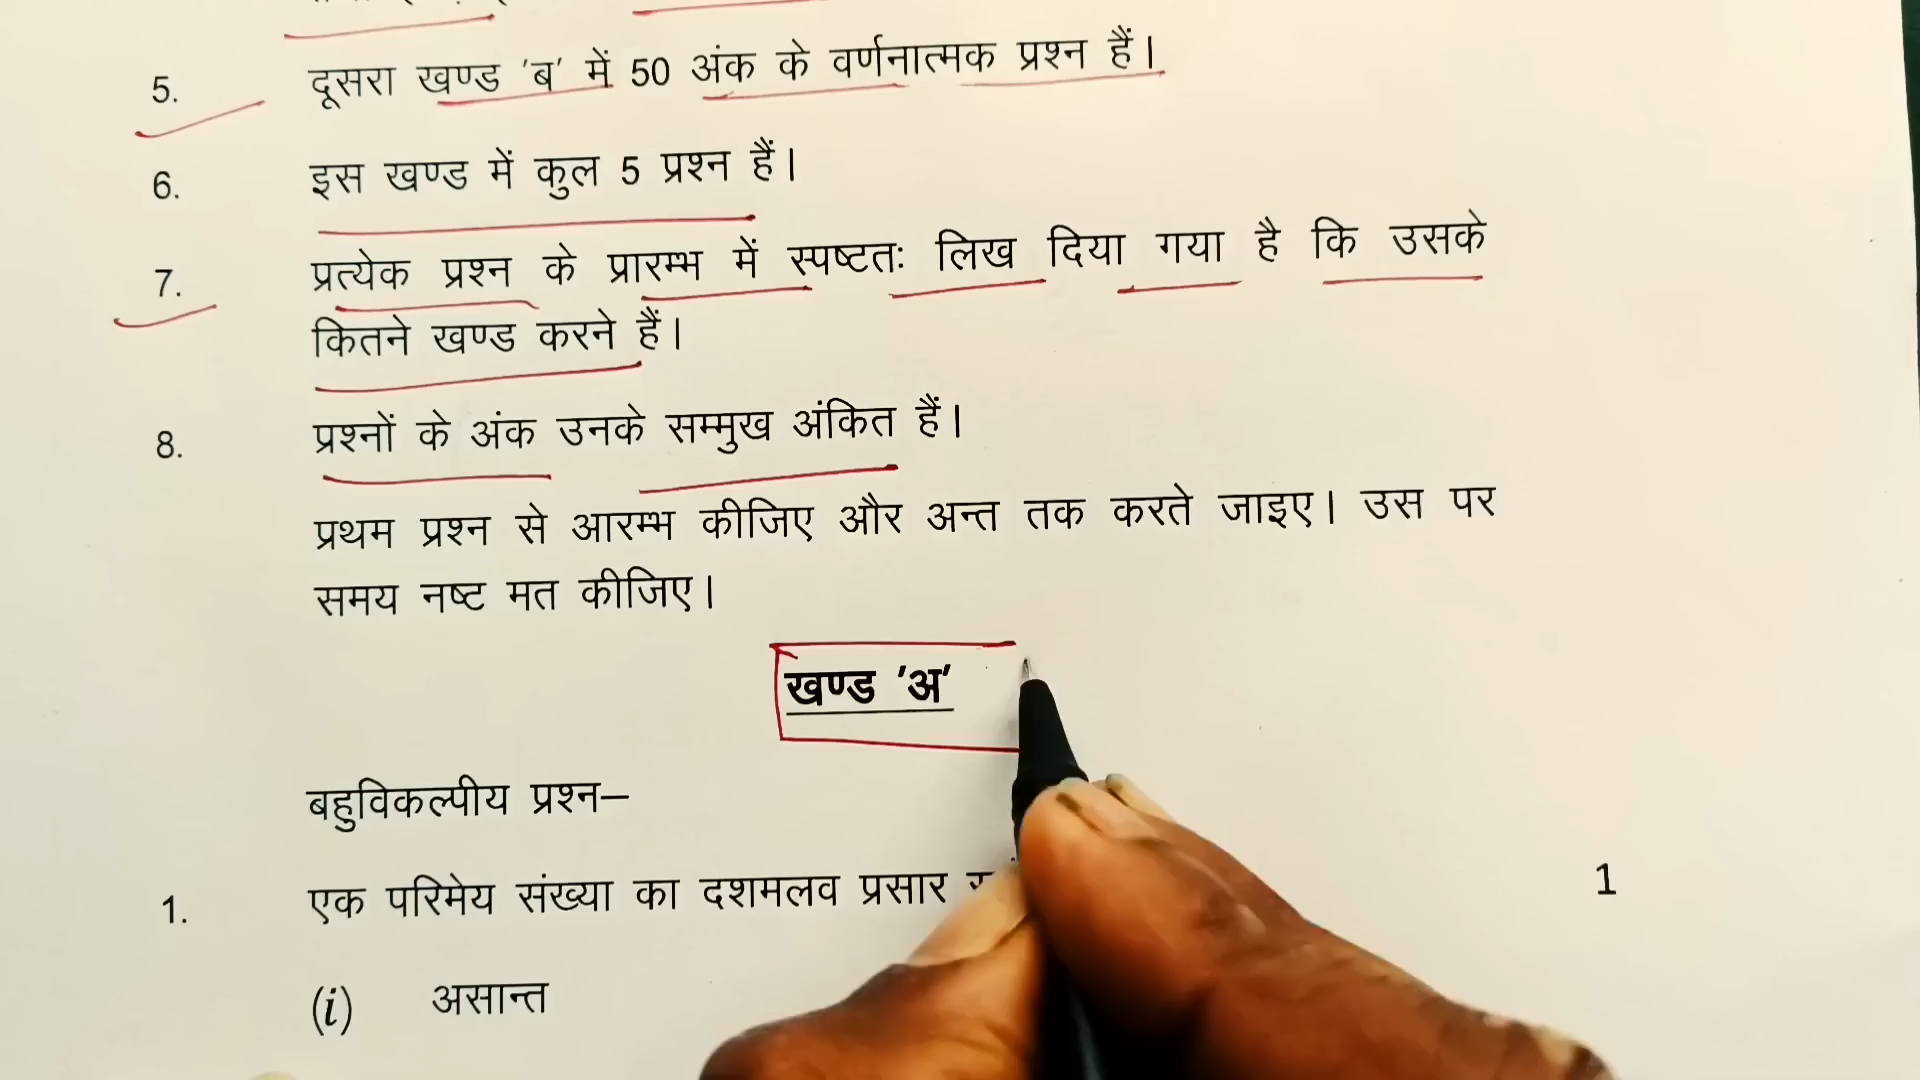 5. दूसरा खण्ड 'ब' में 50 अंक के वर्णनात्मक प्रश्न हैं।
6. इस खण्ड में कुल 5 प्रश्न हैं।
7. प्रत्येक प्रश्न के प्रारम्भ में स्पष्टतः लिख दिया गया है कि उसके
कितने खण्ड करने हैं।
8. प्रश्नों के अंक उनके सम्मुख अंकित हैं।
प्रथम प्रश्न से आरम्भ कीजिए और अन्त तक करते जाइए। उस पर
समय नष्ट मत कीजिए।
खण्ड 'अ'
बहुविकल्पीय प्रश्न–
1. एक परिमेय संख्या का दशमलव प्रसार 1
(i) असान्त